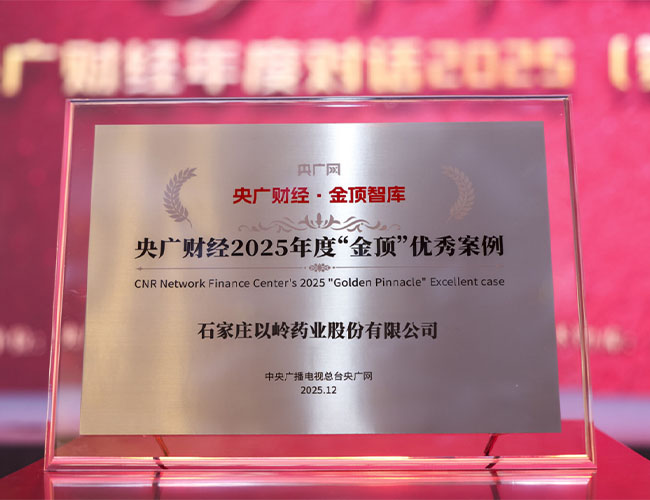 广财经年度对话2025（
央广网
央广财经·金顶智库
央广财经2025年度“金顶”优秀案例
CNR Network Finance Center's 2025 "Golden Pinnacle" Excellent case
石家庄以岭药业股份有限公司
中央广播电视总台央广网
2025.12